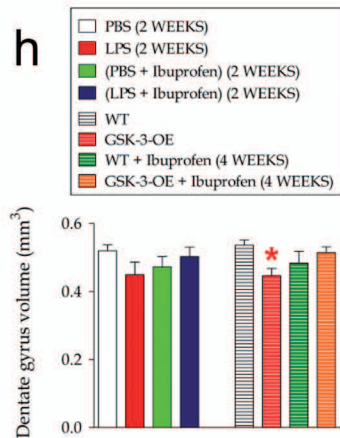 h
PBS (2 WEEKS)
LPS (2 WEEKS)
(PBS + Ibuprofen) (2 WEEKS)
(LPS + Ibuprofen) (2 WEEKS)
WT
GSK-3-OE
WT + Ibuprofen (4 WEEKS)
GSK-3-OE + Ibuprofen (4 WEEKS)
Dentate gyrus volume (mm³)
0.6
0.4
0.2
0.0
*